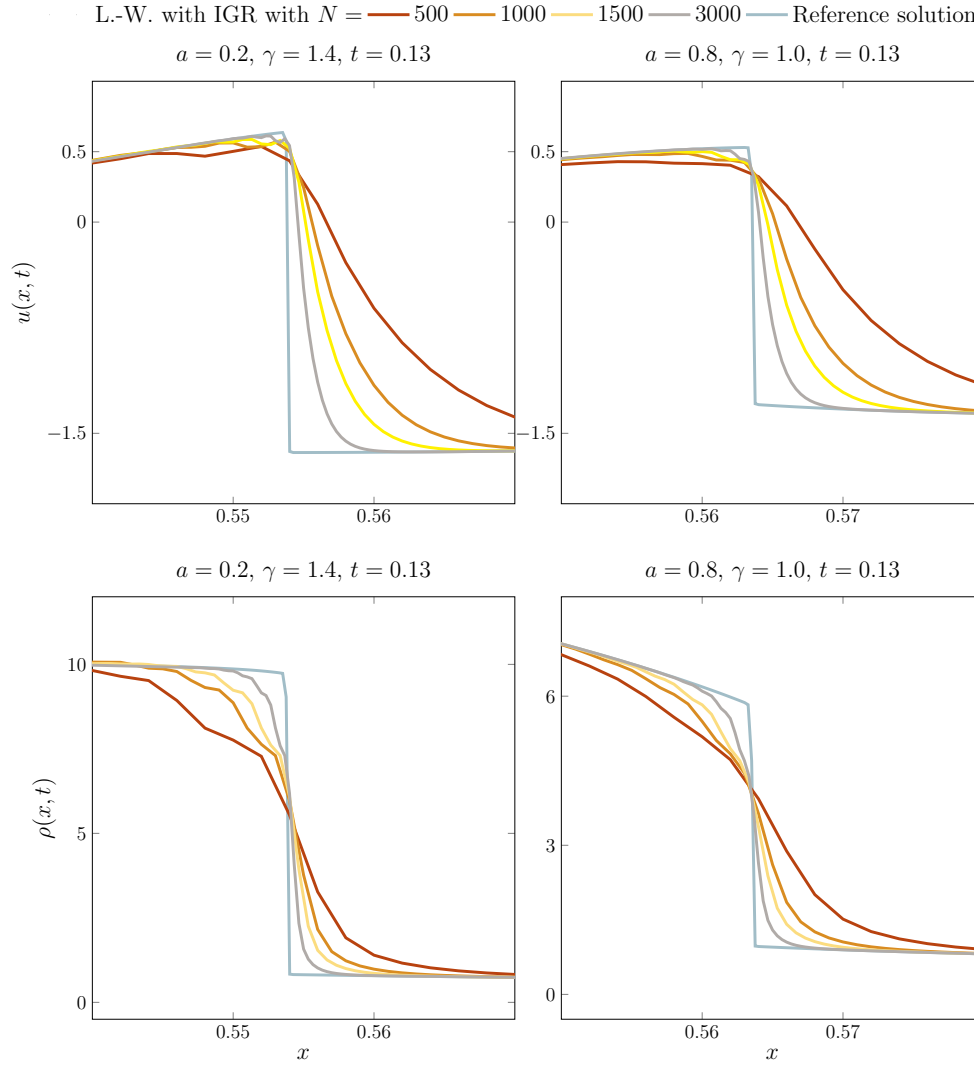 L.-W. with IGR with N = 500 1000 1500 3000 Reference solution
a = 0.2, γ = 1.4, t = 0.13
a = 0.8, γ = 1.0, t = 0.13
u(x, t)
0.5
0
−1.5
0.55 0.56
0.5
0
−1.5
0.56 0.57
a = 0.2, γ = 1.4, t = 0.13
a = 0.8, γ = 1.0, t = 0.13
ρ(x, t)
10
5
0
0.55 0.56
x
6
3
0
0.56 0.57
x